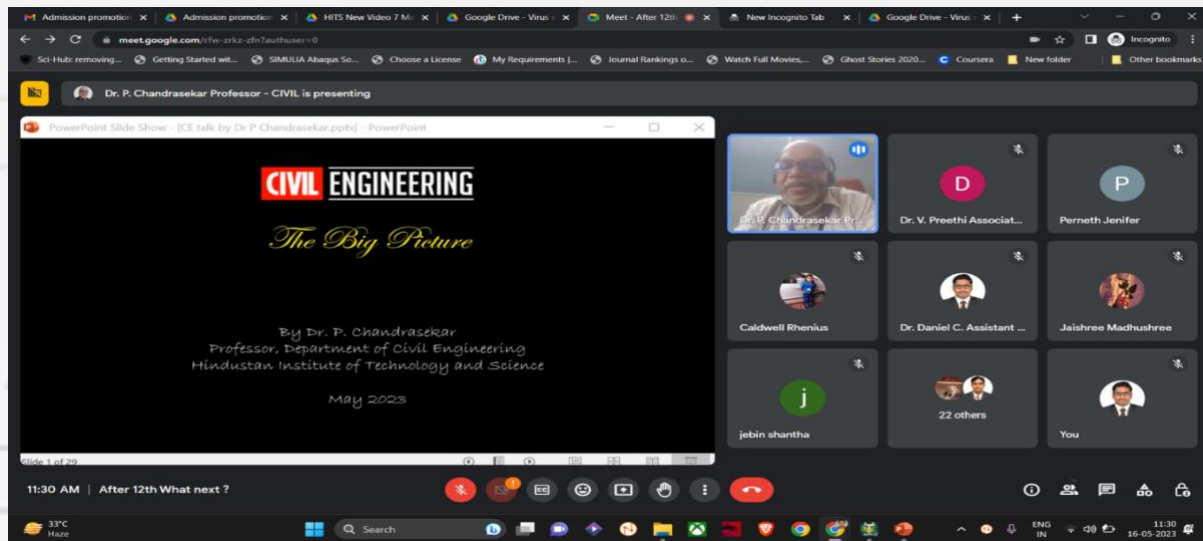 Admission promotion
Admission promotion
HITS New Video 7 Mi
Google Drive - Virus s
Meet - After 12th
New Incognito Tab
Google Drive - Virus s
meet.google.com/rfw-zrkz-zfn?authuser=0
Incognito
Sci-Hub: removing...
Getting Started wit...
SIMULIA Abaqus So...
Choose a License
My Requirements |...
Journal Rankings o...
Watch Full Movies,...
Ghost Stories 2020...
Coursera
New folder
Other bookmarks
Dr. P. Chandrasekar Professor - CIVIL is presenting
PowerPoint Slide Show - [CE talk by Dr P Chandrasekar.pptx] - PowerPoint
CIVIL ENGINEERING
The Big Picture
By Dr. P. Chandrasekar
Professor, Department of Civil Engineering
Hindustan Institute of Technology and Science
May 2023
Slide 1 of 29
Dr. P. Chandrasekar Pr...
D
Dr. V. Preethi Associat...
P
Perneth Jenifer
Caldwell Rhenius
Dr. Daniel C. Assistant ...
Jaishree Madhushree
j
jebin shantha
22 others
You
11:30 AM | After 12th What next ?
33°C
Haze
Search
ENG
IN
11:30
16-05-2023